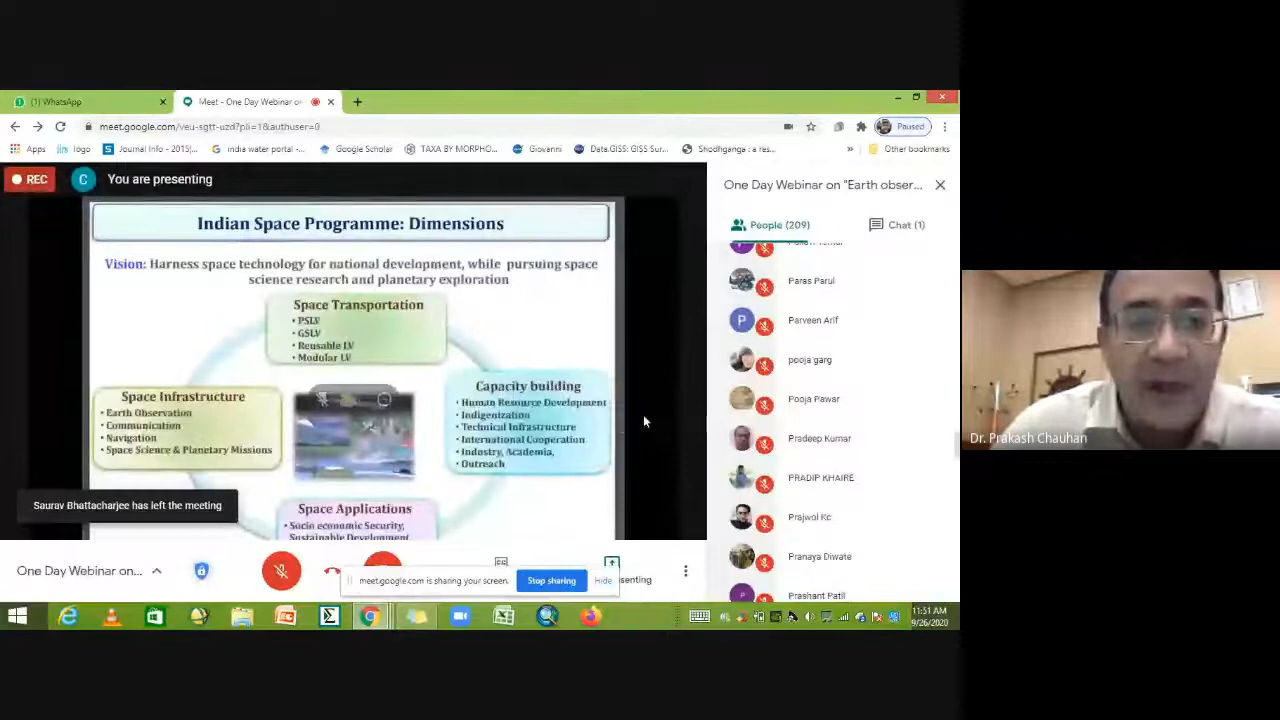 (1) WhatsApp
Meet - One Day Webinar on
meet.google.com/veu-sgtt-uzd?pli=1&authuser=0
Paused
Apps
logo
Journal Info - 2015;...
india water portal -...
Google Scholar
TAXA BY MORPHO...
Giovanni
Data.GISS: GISS Sur...
Shodhganga : a res...
»
Other bookmarks
REC
C
You are presenting
One Day Webinar on "Earth obser...
People (209)
Chat (1)
Indian Space Programme: Dimensions
Vision: Harness space technology for national development, while pursuing space
science research and planetary exploration
Space Transportation
• PSLV
• GSLV
• Reusable LV
• Modular LV
Space Infrastructure
• Earth Observation
• Communication
• Navigation
• Space Science & Planetary Missions
Capacity building
• Human Resource Development
• Indigenization
• Technical Infrastructure
• International Cooperation
• Industry, Academia,
• Outreach
Space Applications
• Socio economic Security,
Sustainable Development
Saurav Bhattacharjee has left the meeting
Paras Parul
P
Parveen Arif
pooja garg
Pooja Pawar
Pradeep Kumar
PRADIP KHAIRE
Prajwol Kc
Pranaya Diwate
P
Prashant Patil
Dr. Prakash Chauhan
One Day Webinar on...
meet.google.com is sharing your screen.
Stop sharing
Hide
senting
11:51 AM
9/26/2020